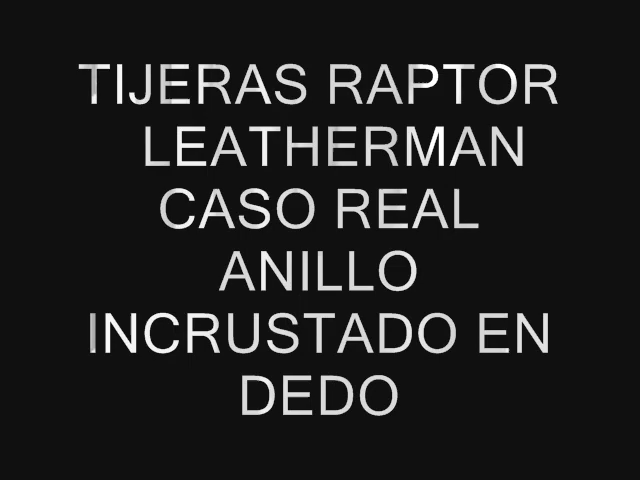 TIJERAS RAPTOR
LEATHERMAN
CASO REAL
ANILLO
INCRUSTADO EN
DEDO